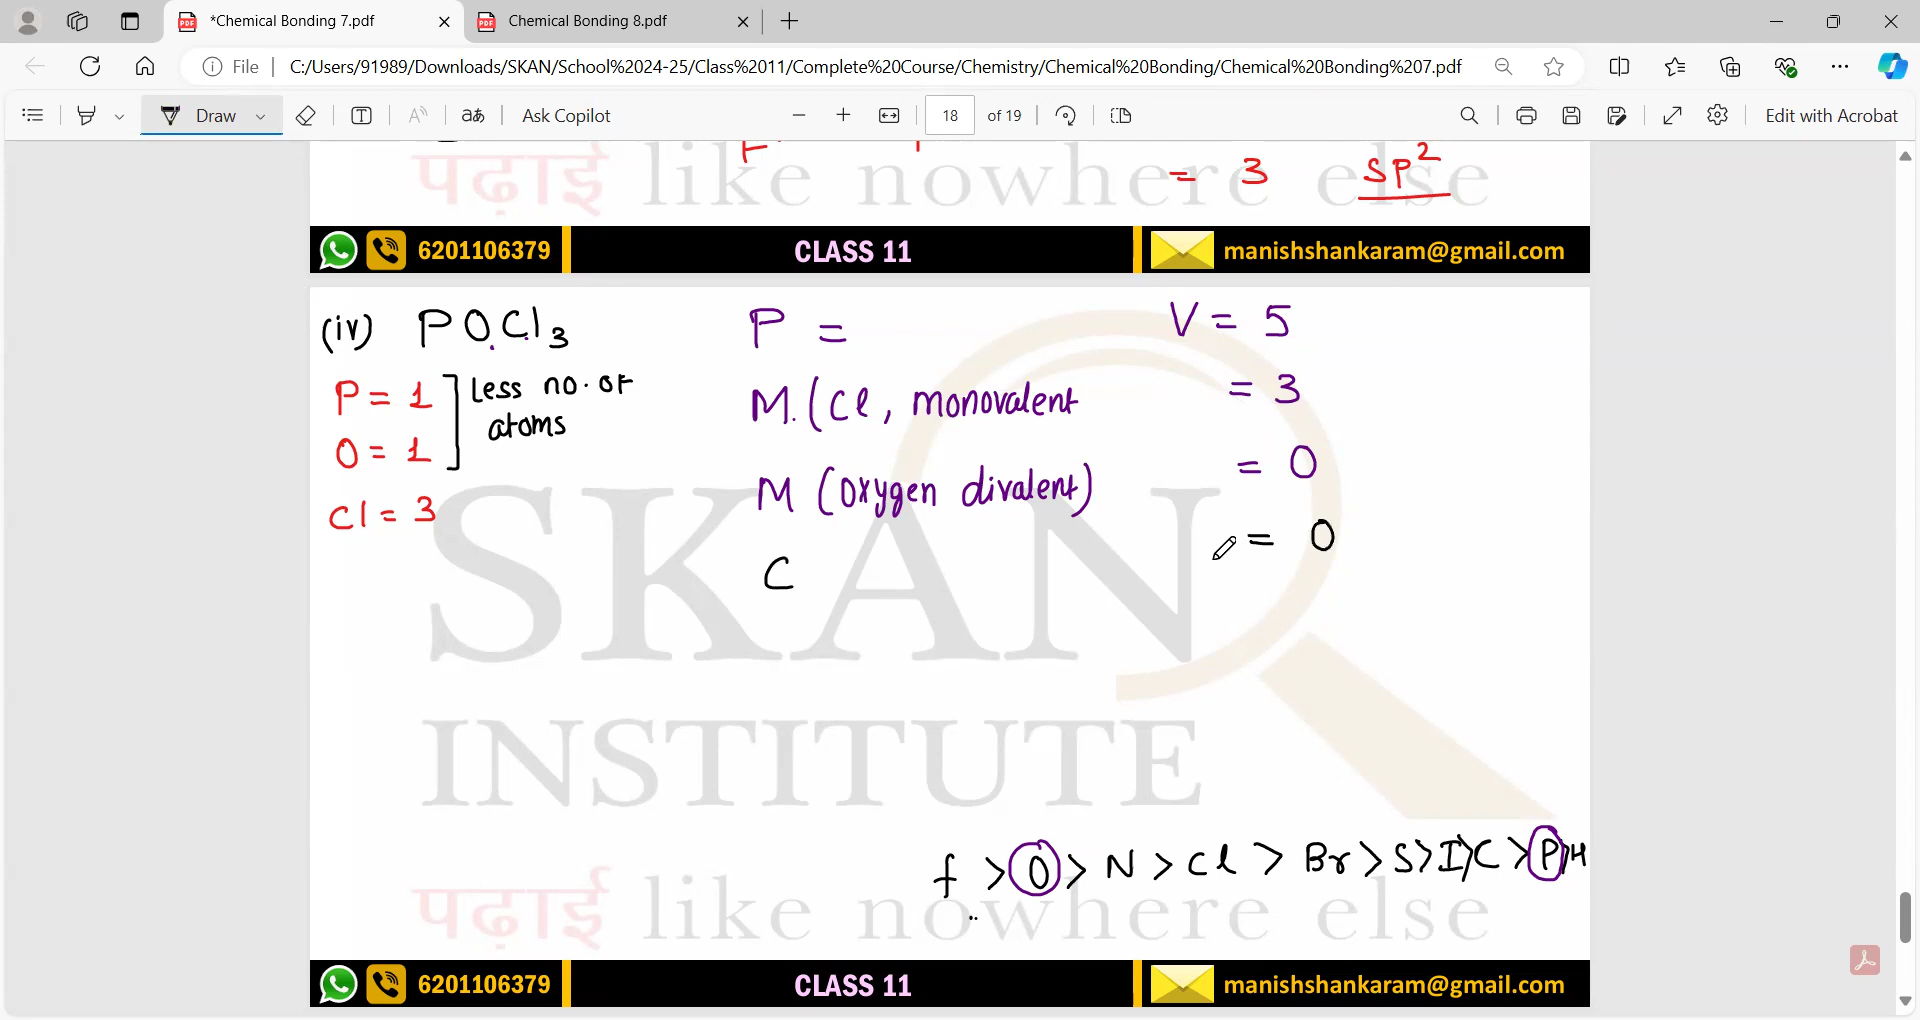 *Chemical Bonding 7.pdf
Chemical Bonding 8.pdf
File
C:/Users/91989/Downloads/SKAN/School%2024-25/Class%2011/Complete%20Course/Chemistry/Chemical%20Bonding/Chemical%20Bonding%207.pdf
Draw
aあ
Ask Copilot
18 of 19
Edit with Acrobat
= 3 SP²
पढ़ाई like nowhere else
6201106379
CLASS 11
manishshankaram@gmail.com
(iv) POCl₃
P =
V = 5
P = 1
O = 1
less no. of
atoms
Cl = 3
M (Cl, monovalent
= 3
M (oxygen divalent)
= 0
C
= 0
SKAN
INSTITUTE
f > O > N > Cl > Br > S > I > C > P > H
पढ़ाई like nowhere else
6201106379
CLASS 11
manishshankaram@gmail.com